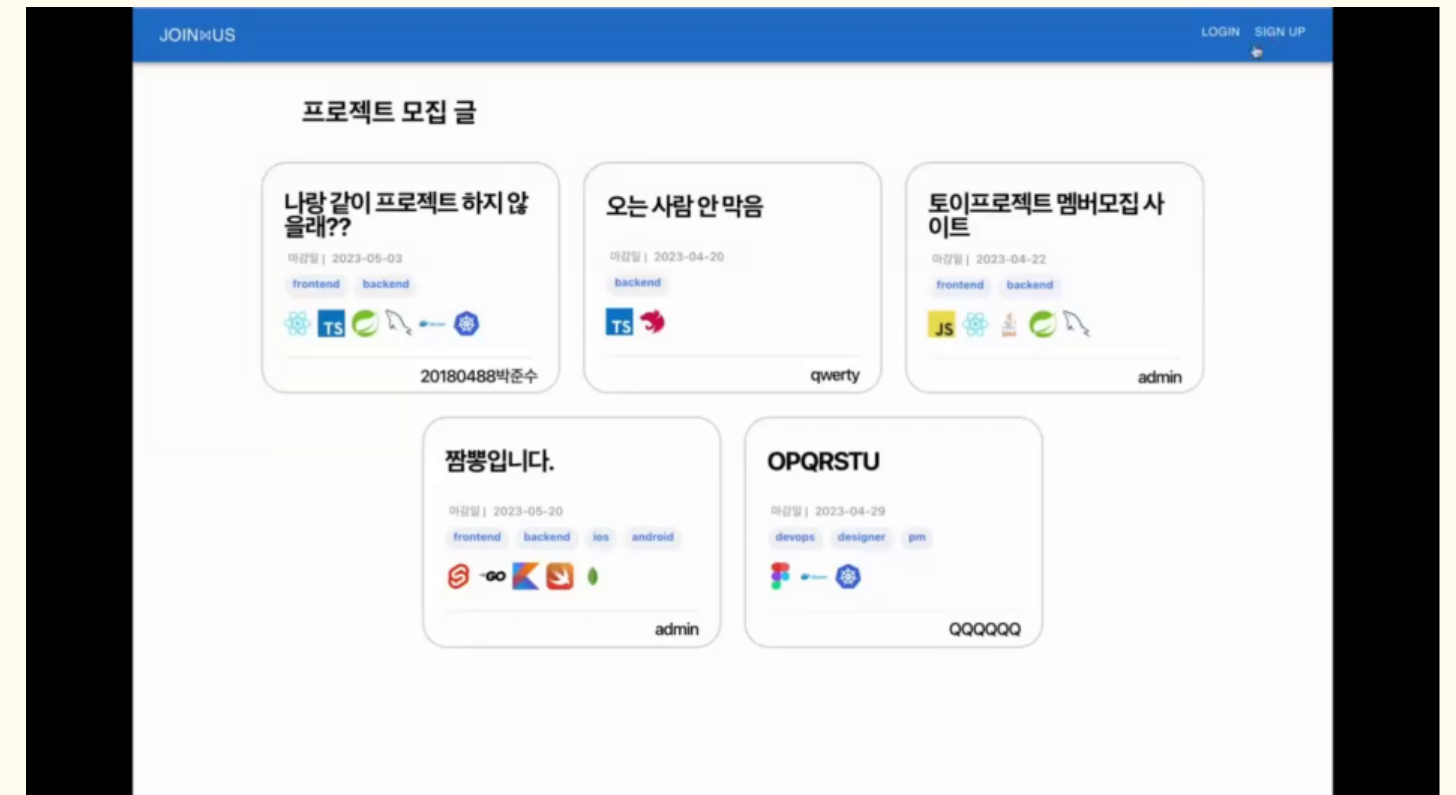 JOIN⋈US
LOGIN SIGN UP
프로젝트 모집 글
나랑 같이 프로젝트 하지 않
을래??
마감일 | 2023-05-03
frontend backend
TS
20180488박준수
오는 사람 안 막음
마감일 | 2023-04-20
backend
TS
qwerty
토이프로젝트 멤버모집 사
이트
마감일 | 2023-04-22
frontend backend
JS
admin
짬뽕입니다.
마감일 | 2023-05-20
frontend backend ios android
GO
admin
OPQRSTU
마감일 | 2023-04-29
devops designer pm
QQQQQQ